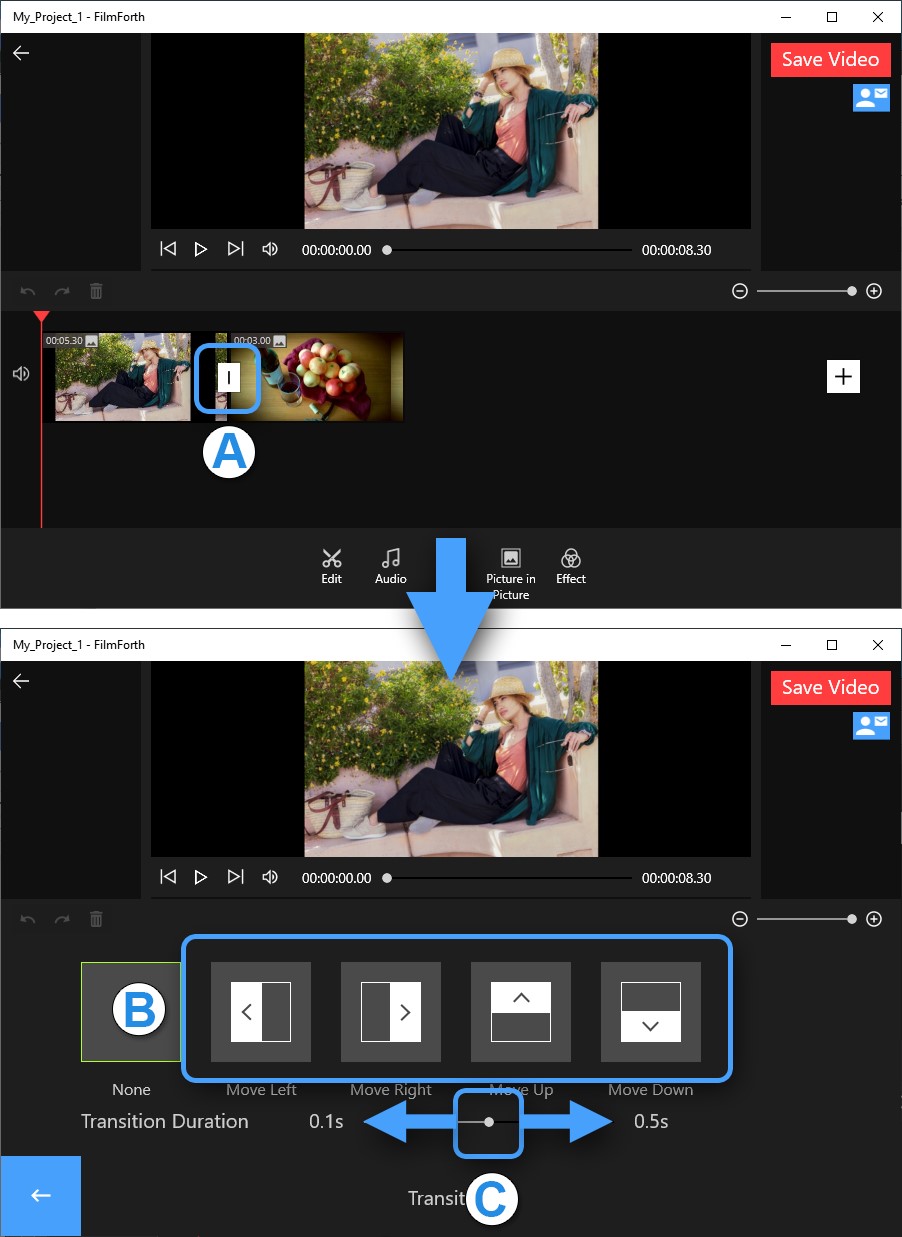 My_Project_1 - FilmForth
Save Video
00:00:00.00
00:00:08.30
00:05.30
00:03.00
A
Edit
Audio
Picture in
Picture
Effect
My_Project_1 - FilmForth
Save Video
00:00:00.00
00:00:08.30
B
None
Move Left
Move Right
Move Up
Move Down
Transition Duration
0.1s
0.5s
Transit
C